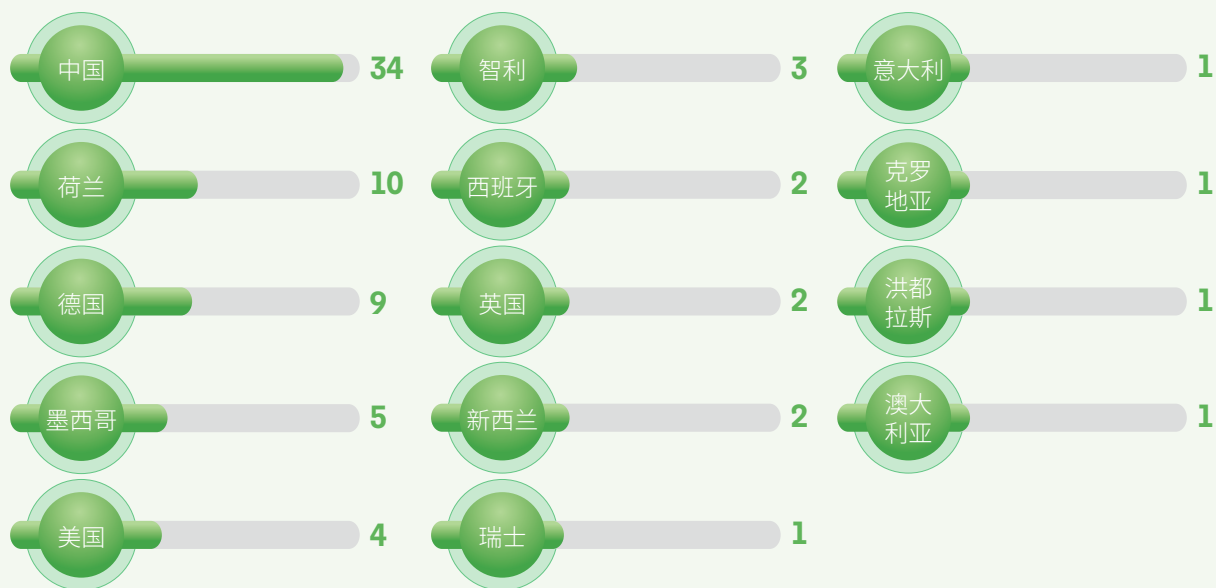 中国
34
荷兰
10
德国
9
墨西哥
5
美国
4
智利
3
西班牙
2
英国
2
新西兰
2
瑞士
1
意大利
1
克罗
地亚
1
洪都
拉斯
1
澳大
利亚
1